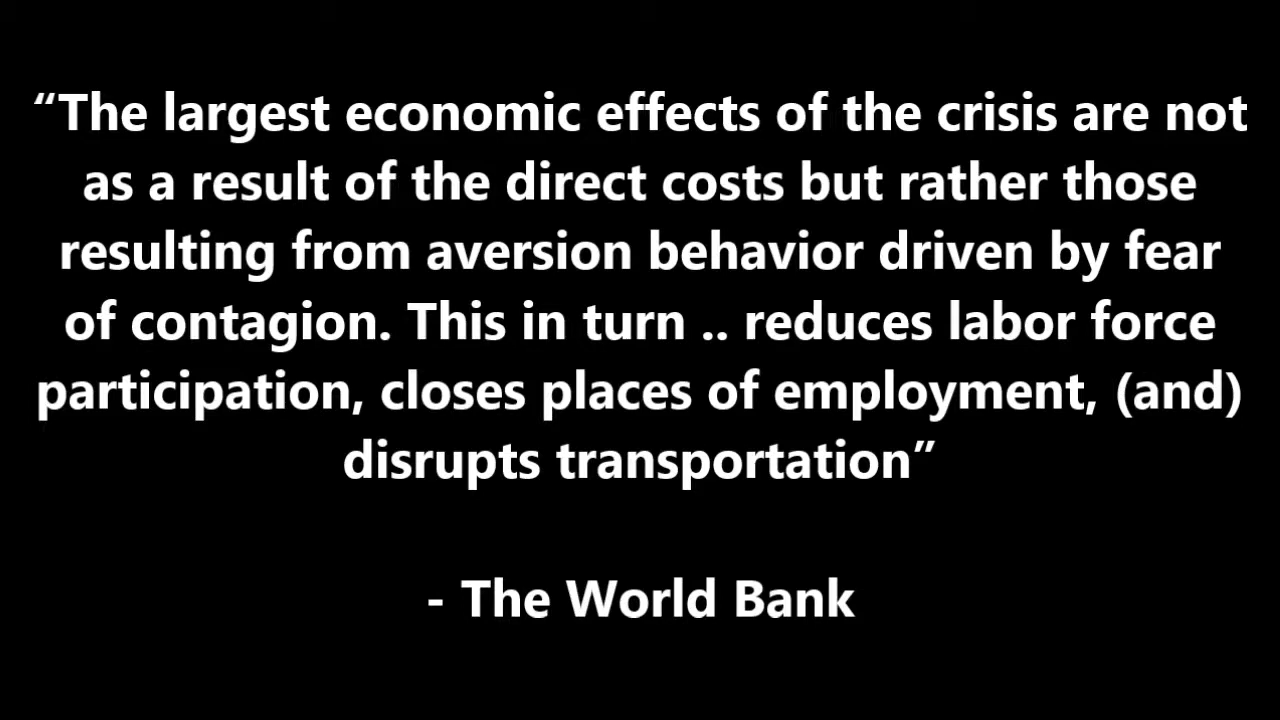 “The largest economic effects of the crisis are not
as a result of the direct costs but rather those
resulting from aversion behavior driven by fear
of contagion. This in turn .. reduces labor force
participation, closes places of employment, (and)
disrupts transportation”
- The World Bank